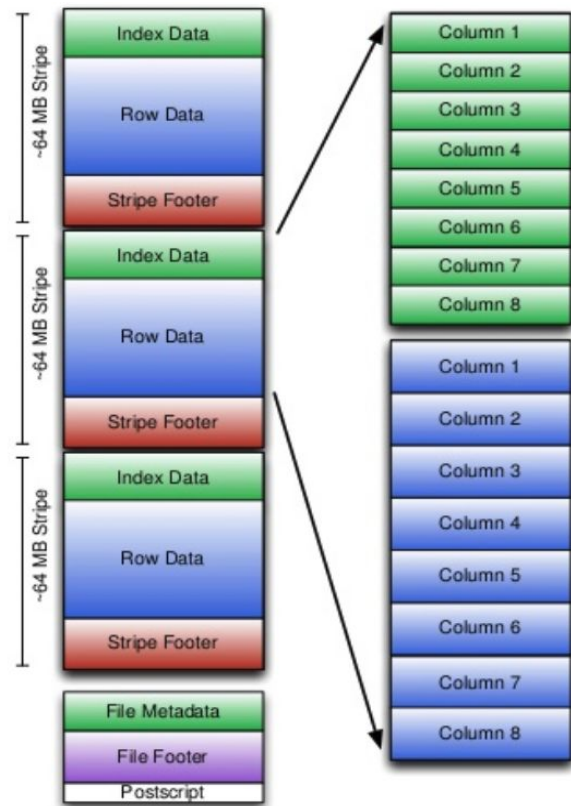 ~64 MB Stripe
Index Data
Row Data
Stripe Footer
~64 MB Stripe
Index Data
Row Data
Stripe Footer
~64 MB Stripe
Index Data
Row Data
Stripe Footer
File Metadata
File Footer
Postscript
Column 1
Column 2
Column 3
Column 4
Column 5
Column 6
Column 7
Column 8
Column 1
Column 2
Column 3
Column 4
Column 5
Column 6
Column 7
Column 8